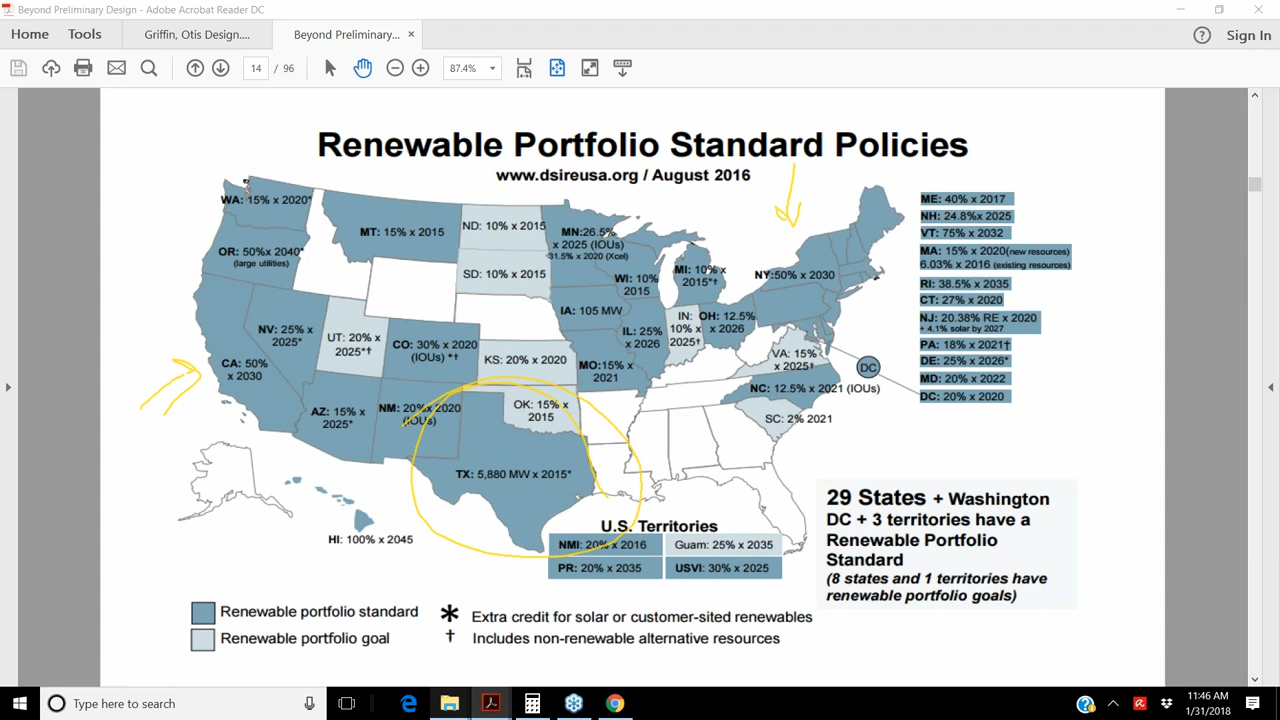 Beyond Preliminary Design - Adobe Acrobat Reader DC
Home Tools Griffin, Otis Design.... Beyond Preliminary... × ? Sign In
14 / 96 87.4%
Renewable Portfolio Standard Policies
www.dsireusa.org / August 2016
WA: 15% x 2020*
OR: 50%x 2040*
(large utilities)
MT: 15% x 2015
ND: 10% x 2015
SD: 10% x 2015
MN:26.5%
x 2025 (IOUs)
31.5% x 2020 (Xcel)
WI: 10%
2015
MI: 10% x
2015*†
NY:50% x 2030
NV: 25% x
2025*
UT: 20% x
2025*†
CO: 30% x 2020
(IOUs) *†
KS: 20% x 2020
IA: 105 MW
IL: 25%
x 2026
IN:
10% x
2025†
OH: 12.5%
x 2026
MO:15% x
2021
VA: 15%
x 2025†
DC
CA: 50%
x 2030
AZ: 15% x
2025*
NM: 20%x 2020
(IOUs)
OK: 15% x
2015
NC: 12.5% x 2021 (IOUs)
SC: 2% 2021
TX: 5,880 MW x 2015*
HI: 100% x 2045
ME: 40% x 2017
NH: 24.8%x 2025
VT: 75% x 2032
MA: 15% x 2020(new resources)
6.03% x 2016 (existing resources)
RI: 38.5% x 2035
CT: 27% x 2020
NJ: 20.38% RE x 2020
+ 4.1% solar by 2027
PA: 18% x 2021†
DE: 25% x 2026*
MD: 20% x 2022
DC: 20% x 2020
U.S. Territories
NMI: 20% x 2016 Guam: 25% x 2035
PR: 20% x 2035 USVI: 30% x 2025
29 States + Washington
DC + 3 territories have a
Renewable Portfolio
Standard
(8 states and 1 territories have
renewable portfolio goals)
Renewable portfolio standard
Renewable portfolio goal
* Extra credit for solar or customer-sited renewables
† Includes non-renewable alternative resources
Type here to search
11:46 AM
1/31/2018